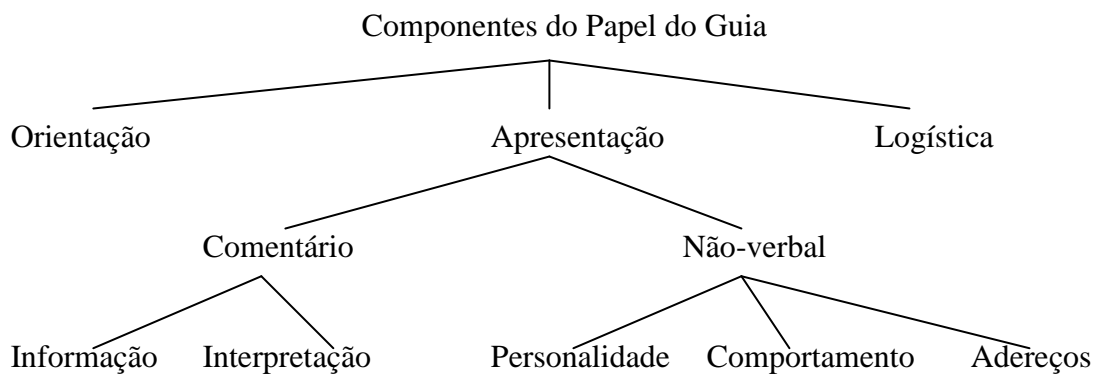 Componentes do Papel do Guia
Orientação Apresentação Logística
Comentário Não-verbal
Informação Interpretação Personalidade Comportamento Adereços